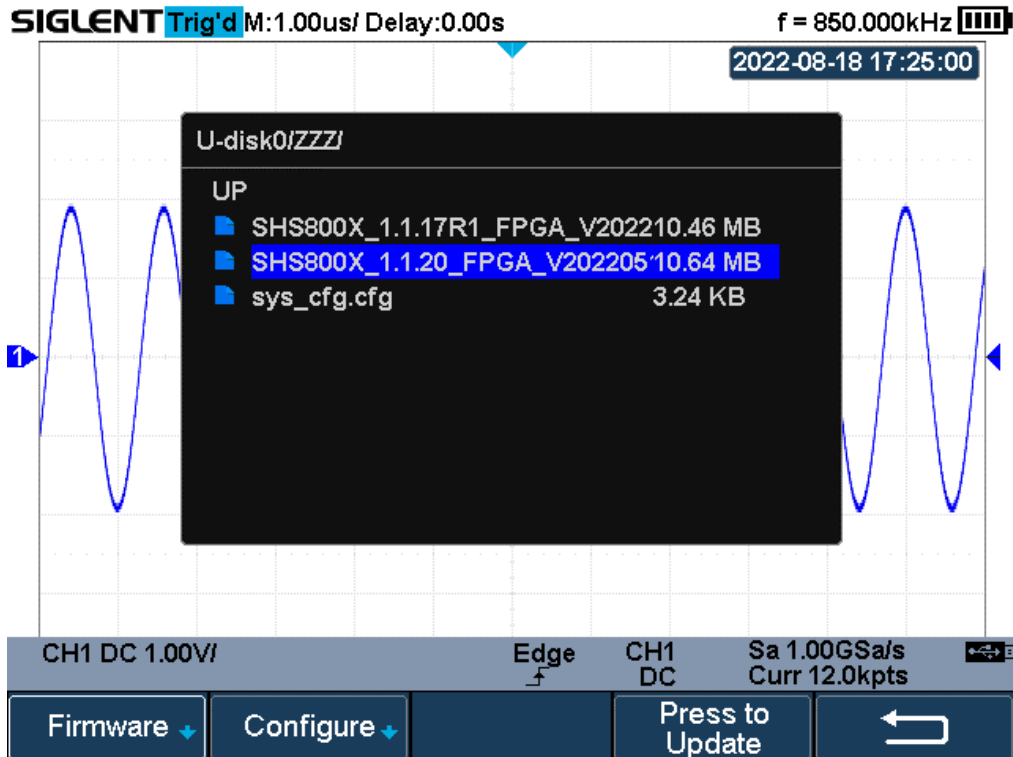 SIGLENT Trig'd M:1.00us/ Delay:0.00s f = 850.000kHz
2022-08-18 17:25:00
U-disk0/ZZZ/
UP
SHS800X_1.1.17R1_FPGA_V202210.46 MB
SHS800X_1.1.20_FPGA_V20220510.64 MB
sys_cfg.cfg 3.24 KB
1
CH1 DC 1.00V/ Edge CH1 Sa 1.00GSa/s
DC Curr 12.0kpts
Firmware Configure Press to
Update